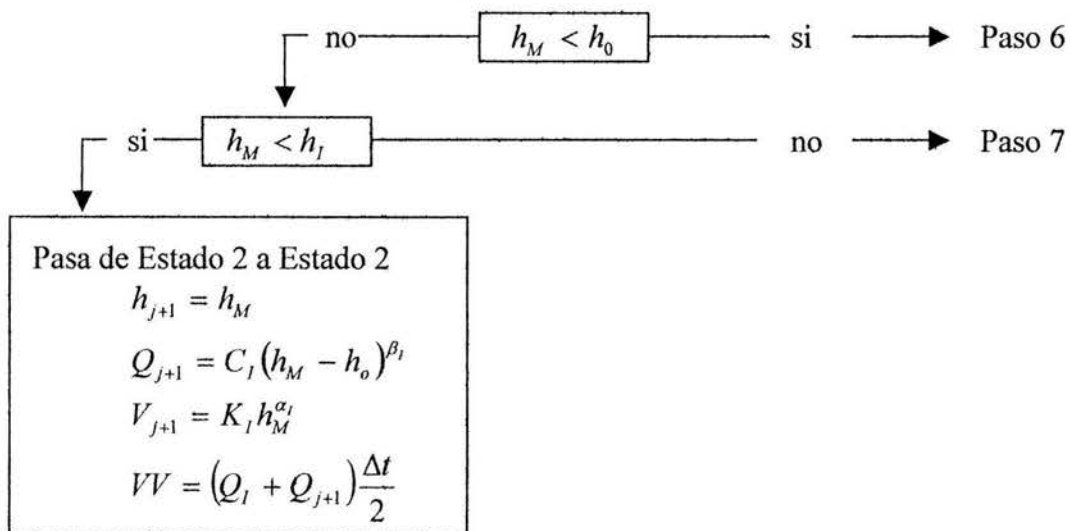 no h_M < h_0 si Paso 6
si h_M < h_I no Paso 7
Pasa de Estado 2 a Estado 2
h_{j+1} = h_M
Q_{j+1} = C_I (h_M − h_o)^{β_I}
V_{j+1} = K_I h_M^{α_I}
VV = (Q_I + Q_{j+1}) Δt/2